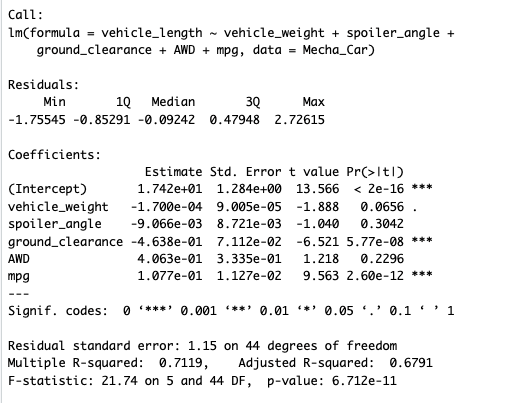 Call:
lm(formula = vehicle_length ~ vehicle_weight + spoiler_angle +
    ground_clearance + AWD + mpg, data = Mecha_Car)

Residuals:
     Min       1Q   Median       3Q      Max
-1.75545 -0.85291 -0.09242  0.47948  2.72615

Coefficients:
                   Estimate Std. Error t value Pr(>|t|)
(Intercept)       1.742e+01  1.284e+00  13.566  < 2e-16 ***
vehicle_weight   -1.700e-04  9.005e-05  -1.888   0.0656 .
spoiler_angle    -9.066e-03  8.721e-03  -1.040   0.3042
ground_clearance -4.638e-01  7.112e-02  -6.521 5.77e-08 ***
AWD               4.063e-01  3.335e-01   1.218   0.2296
mpg               1.077e-01  1.127e-02   9.563 2.60e-12 ***
---
Signif. codes:  0 ‘***’ 0.001 ‘**’ 0.01 ‘*’ 0.05 ‘.’ 0.1 ‘ ’ 1

Residual standard error: 1.15 on 44 degrees of freedom
Multiple R-squared:  0.7119,    Adjusted R-squared:  0.6791
F-statistic: 21.74 on 5 and 44 DF,  p-value: 6.712e-11